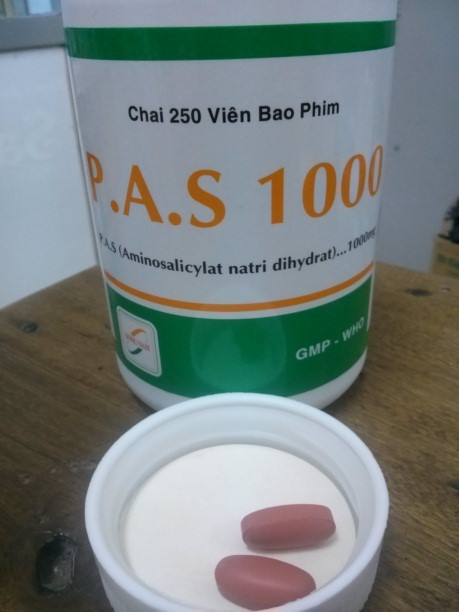 Chai 250 Viên Bao Phim
P.A.S 1000
P.A.S (Aminosalicylat natri dihydrat)...1000mg
GMP - WHO